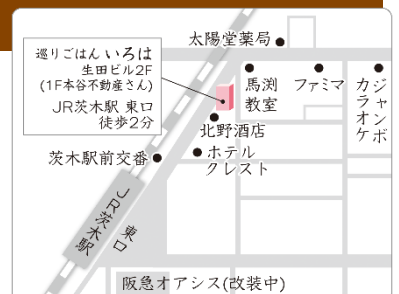 太陽堂薬局
巡りごはん いろは
生田ビル2F
(1F本谷不動産さん)
JR茨木駅 東口
徒歩2分
馬渕
教室
ファミマ
カラオケ
ジャンボ
北野酒店
ホテル
クレスト
茨木駅前交番
JR茨木駅
東口
阪急オアシス(改装中)